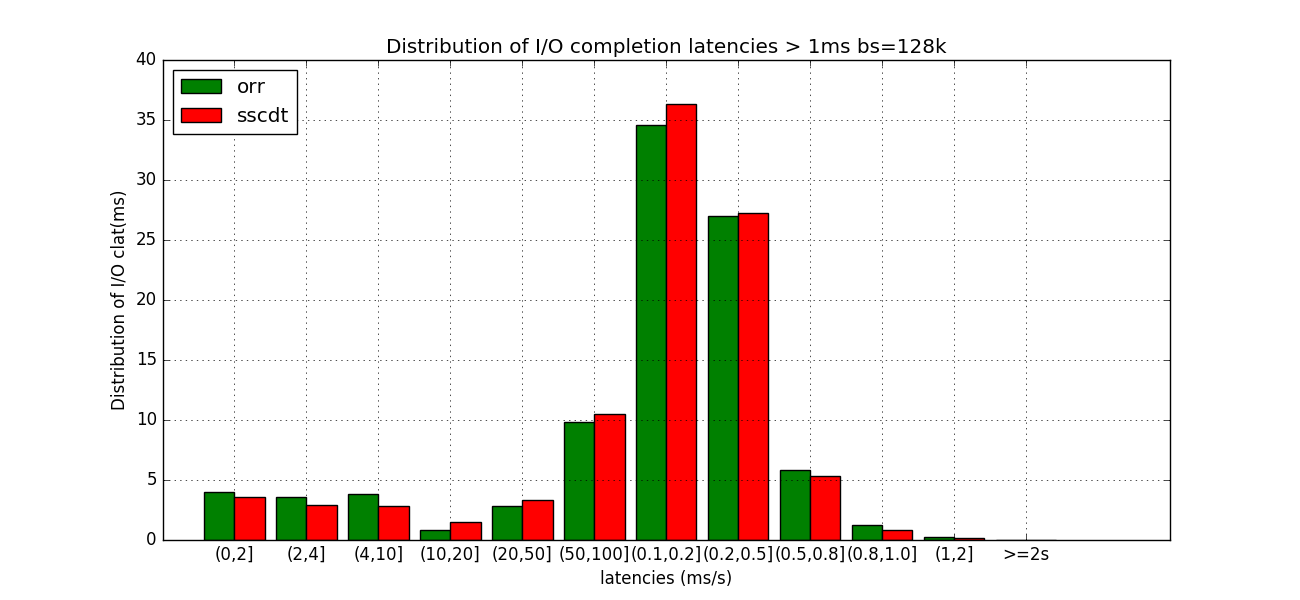 Distribution of I/O completion latencies > 1ms bs=128k
orr
sscdt
Distribution of I/O clat(ms)
40
35
30
25
20
15
10
5
0
(0,2] (2,4] (4,10] (10,20] (20,50] (50,100] (0.1,0.2] (0.2,0.5] (0.5,0.8] (0.8,1.0] (1,2] >=2s
latencies (ms/s)